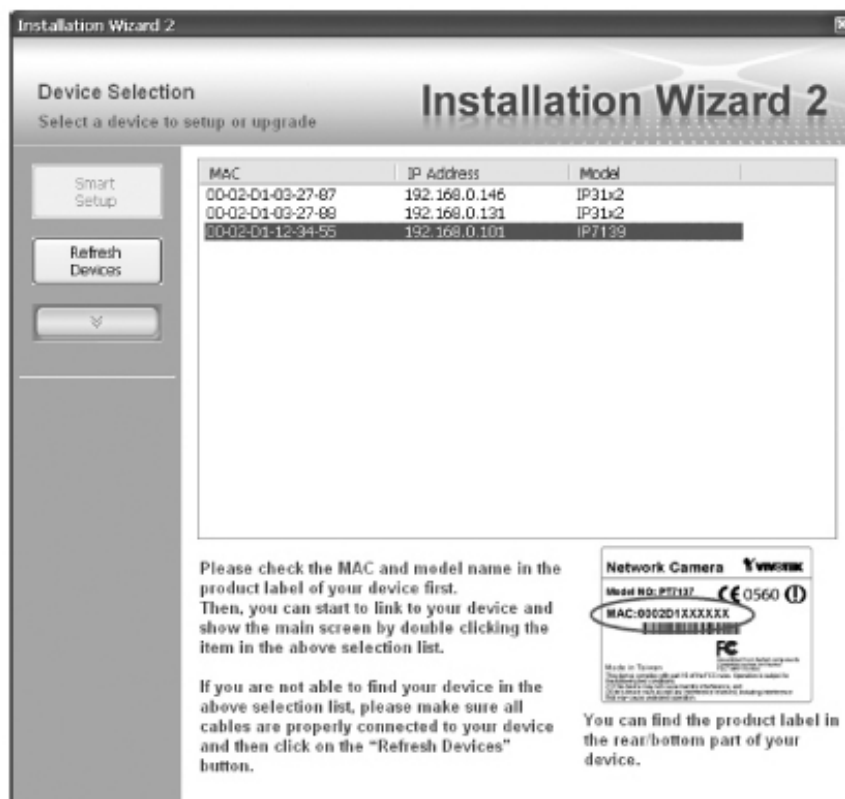 Installation Wizard 2
Device Selection
Select a device to setup or upgrade
Installation Wizard 2
Smart
Setup
Refresh
Devices
MAC IP Address Model
00-02-D1-03-27-87 192.168.0.146 IP31x2
00-02-D1-03-27-88 192.168.0.131 IP31x2
00-02-D1-12-34-55 192.168.0.101 IP7139
Please check the MAC and model name in the
product label of your device first.
Then, you can start to link to your device and
show the main screen by double clicking the
item in the above selection list.
If you are not able to find your device in the
above selection list, please make sure all
cables are properly connected to your device
and then click on the “Refresh Devices”
button.
Network Camera VIVOTEK
Model NO: PT7137 CE 0560
MAC:0002D1XXXXXX
FC
Made in Taiwan
You can find the product label in
the rear/bottom part of your
device.